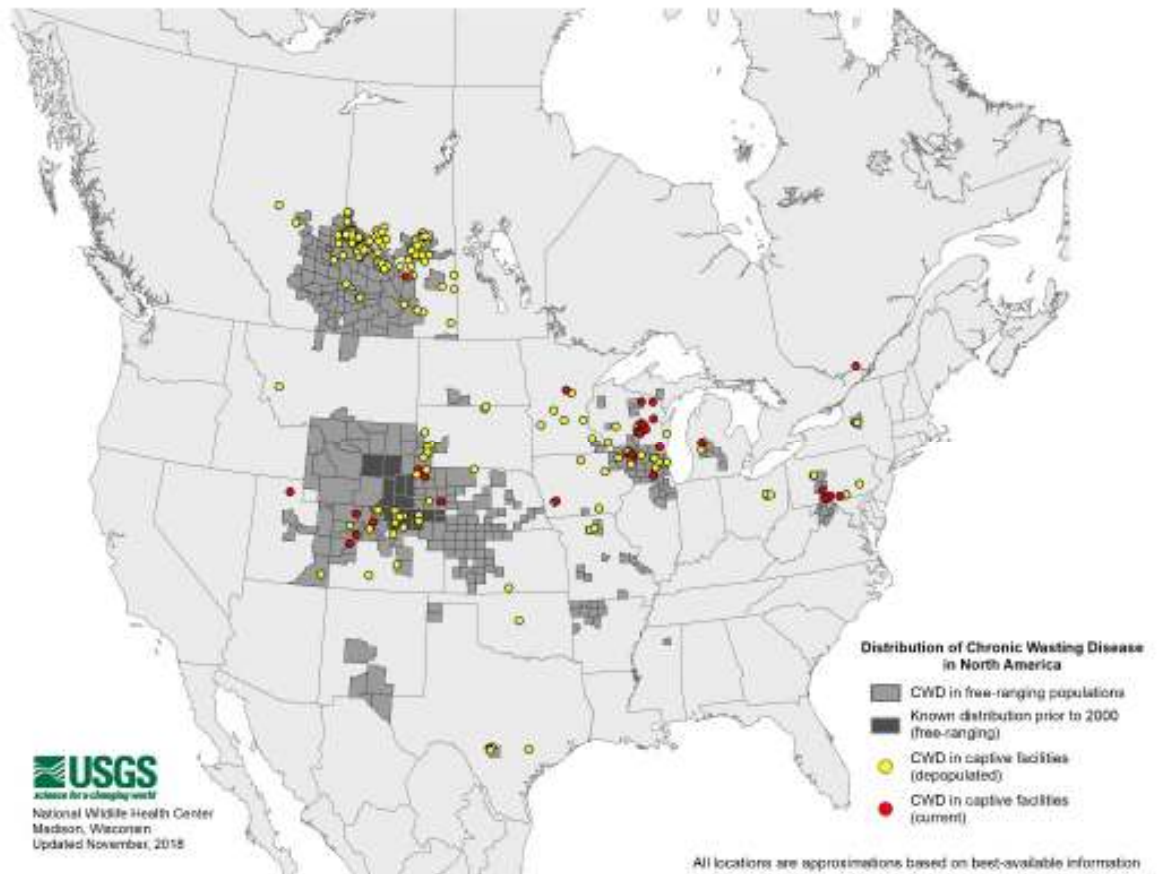 Distribution of Chronic Wasting Disease
in North America
CWD in free-ranging populations
Known distribution prior to 2000
(free-ranging)
CWD in captive facilities
(depopulated)
CWD in captive facilities
(current)
USGS
science for a changing world
National Wildlife Health Center
Madison, Wisconsin
Updated November, 2018
All locations are approximations based on best-available information